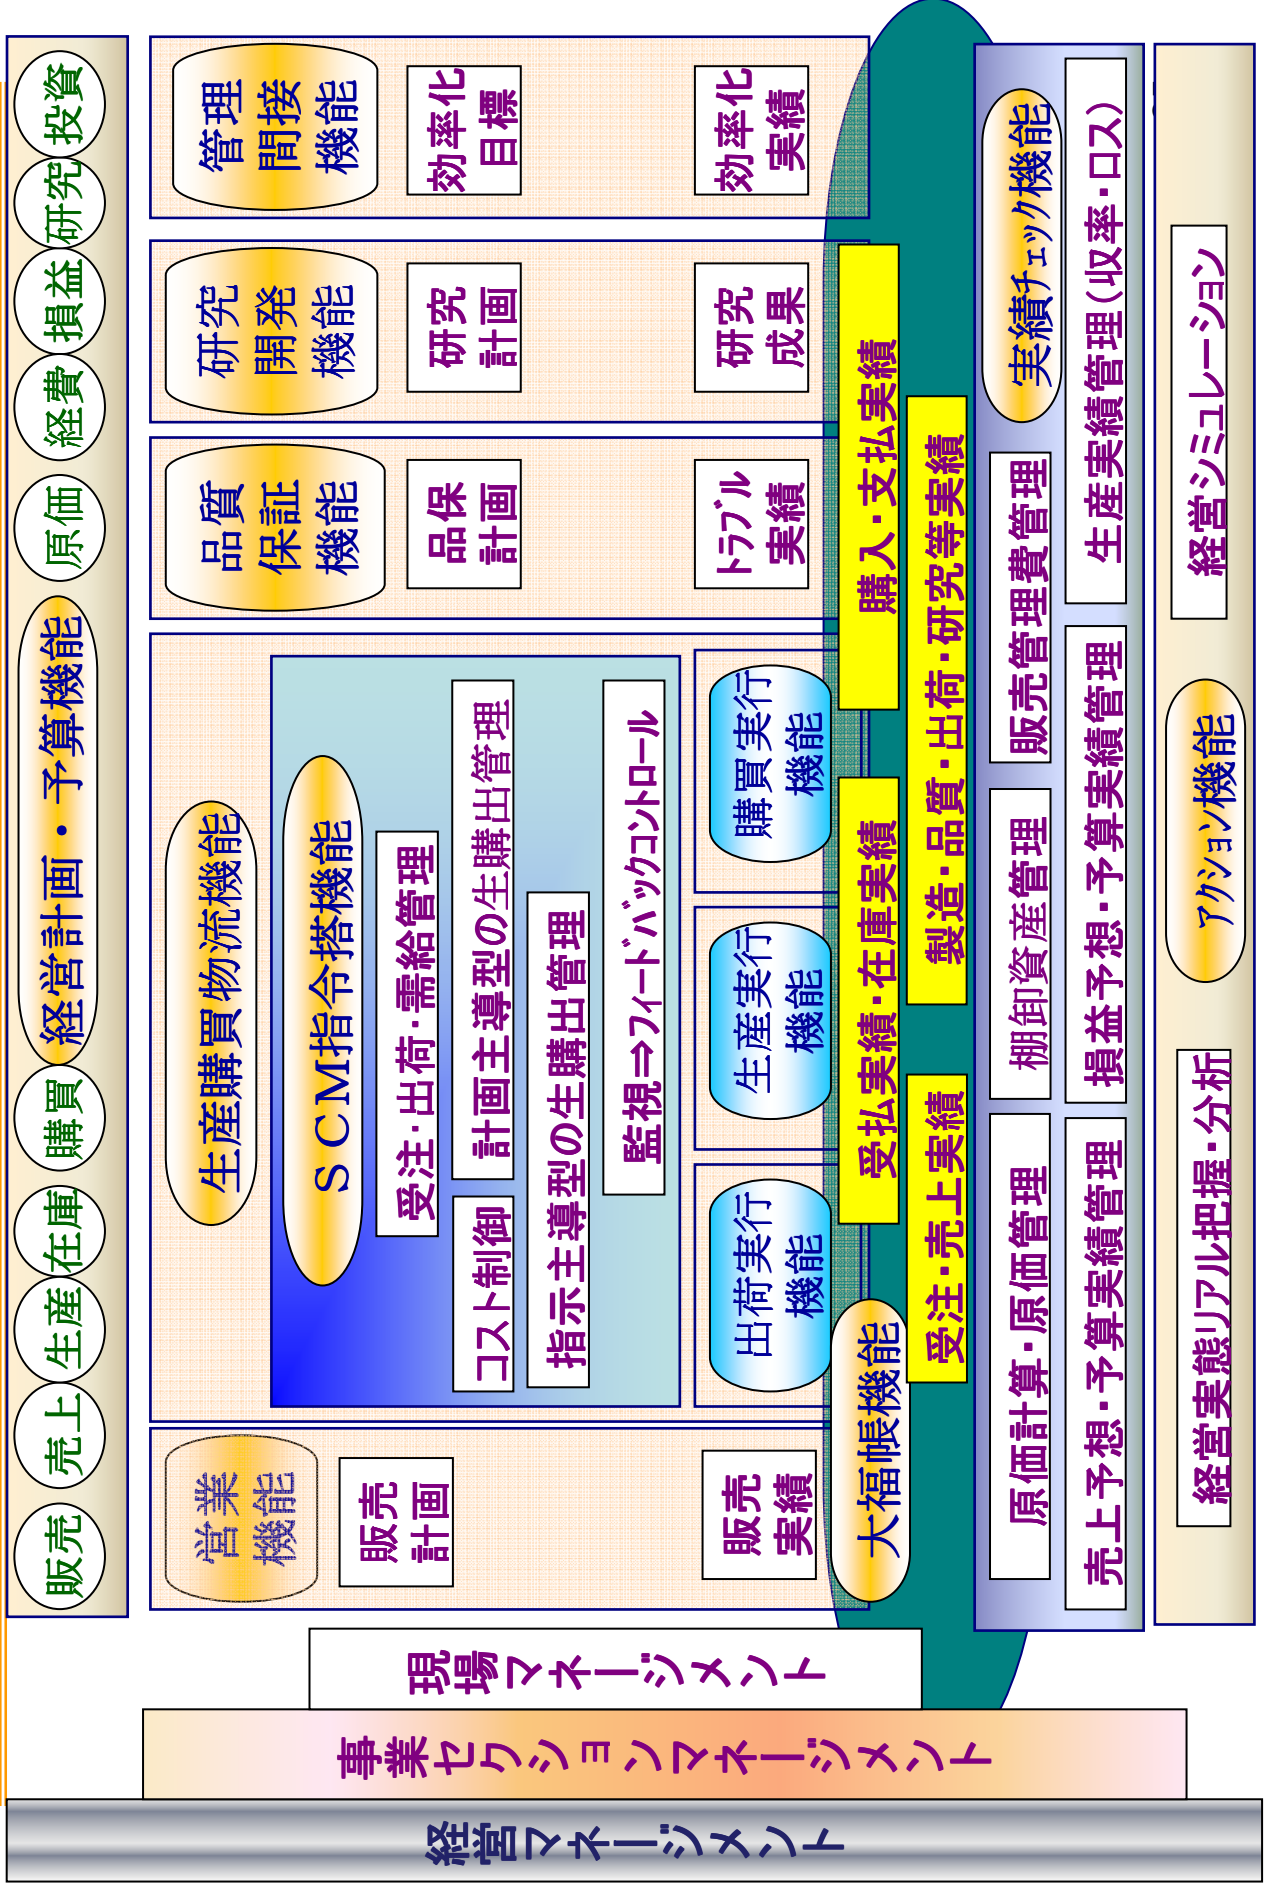 経営マネージメント
事業セクションマネージメント
現場マネージメント
販売
売上
生産
在庫
購買
経営計画・予算機能
原価
経費
損益
研究
投資
営業
機能
販売
計画
販売
実績
生産購買物流機能
SCM指令搭機能
受注・出荷・需給管理
コスト制御
計画主導型の生購出管理
指示主導型の生購出管理
監視⇒フィードバックコントロール
出荷実行
機能
生産実行
機能
購買実行
機能
品質
保証
機能
品保
計画
トラブル
実績
研究
開発
機能
研究
計画
研究
成果
管理
間接
機能
効率化
目標
効率化
実績
大福帳機能
受払実績・在庫実績
購入・支払実績
受注・売上実績
製造・品質・出荷・研究等実績
原価計算・原価管理
棚卸資産管理
販売管理費管理
実績チェック機能
売上予想・予算実績管理
損益予想・予算実績管理
生産実績管理(収率・ロス)
経営実態リアル把握・分析
アクション機能
経営シミュレーション